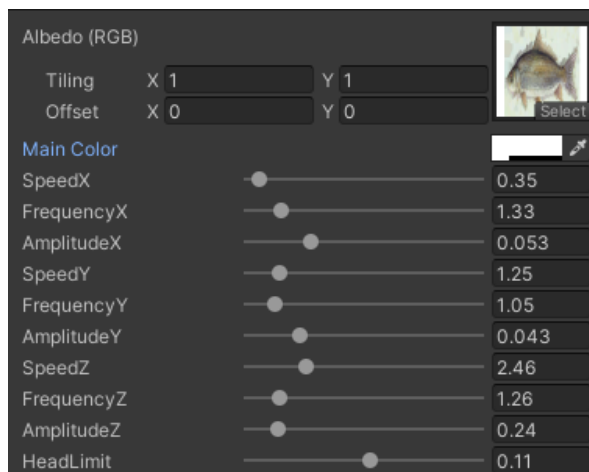 Albedo (RGB)
Tiling X 1 Y 1
Offset X 0 Y 0
Select
Main Color
SpeedX 0.35
FrequencyX 1.33
AmplitudeX 0.053
SpeedY 1.25
FrequencyY 1.05
AmplitudeY 0.043
SpeedZ 2.46
FrequencyZ 1.26
AmplitudeZ 0.24
HeadLimit 0.11